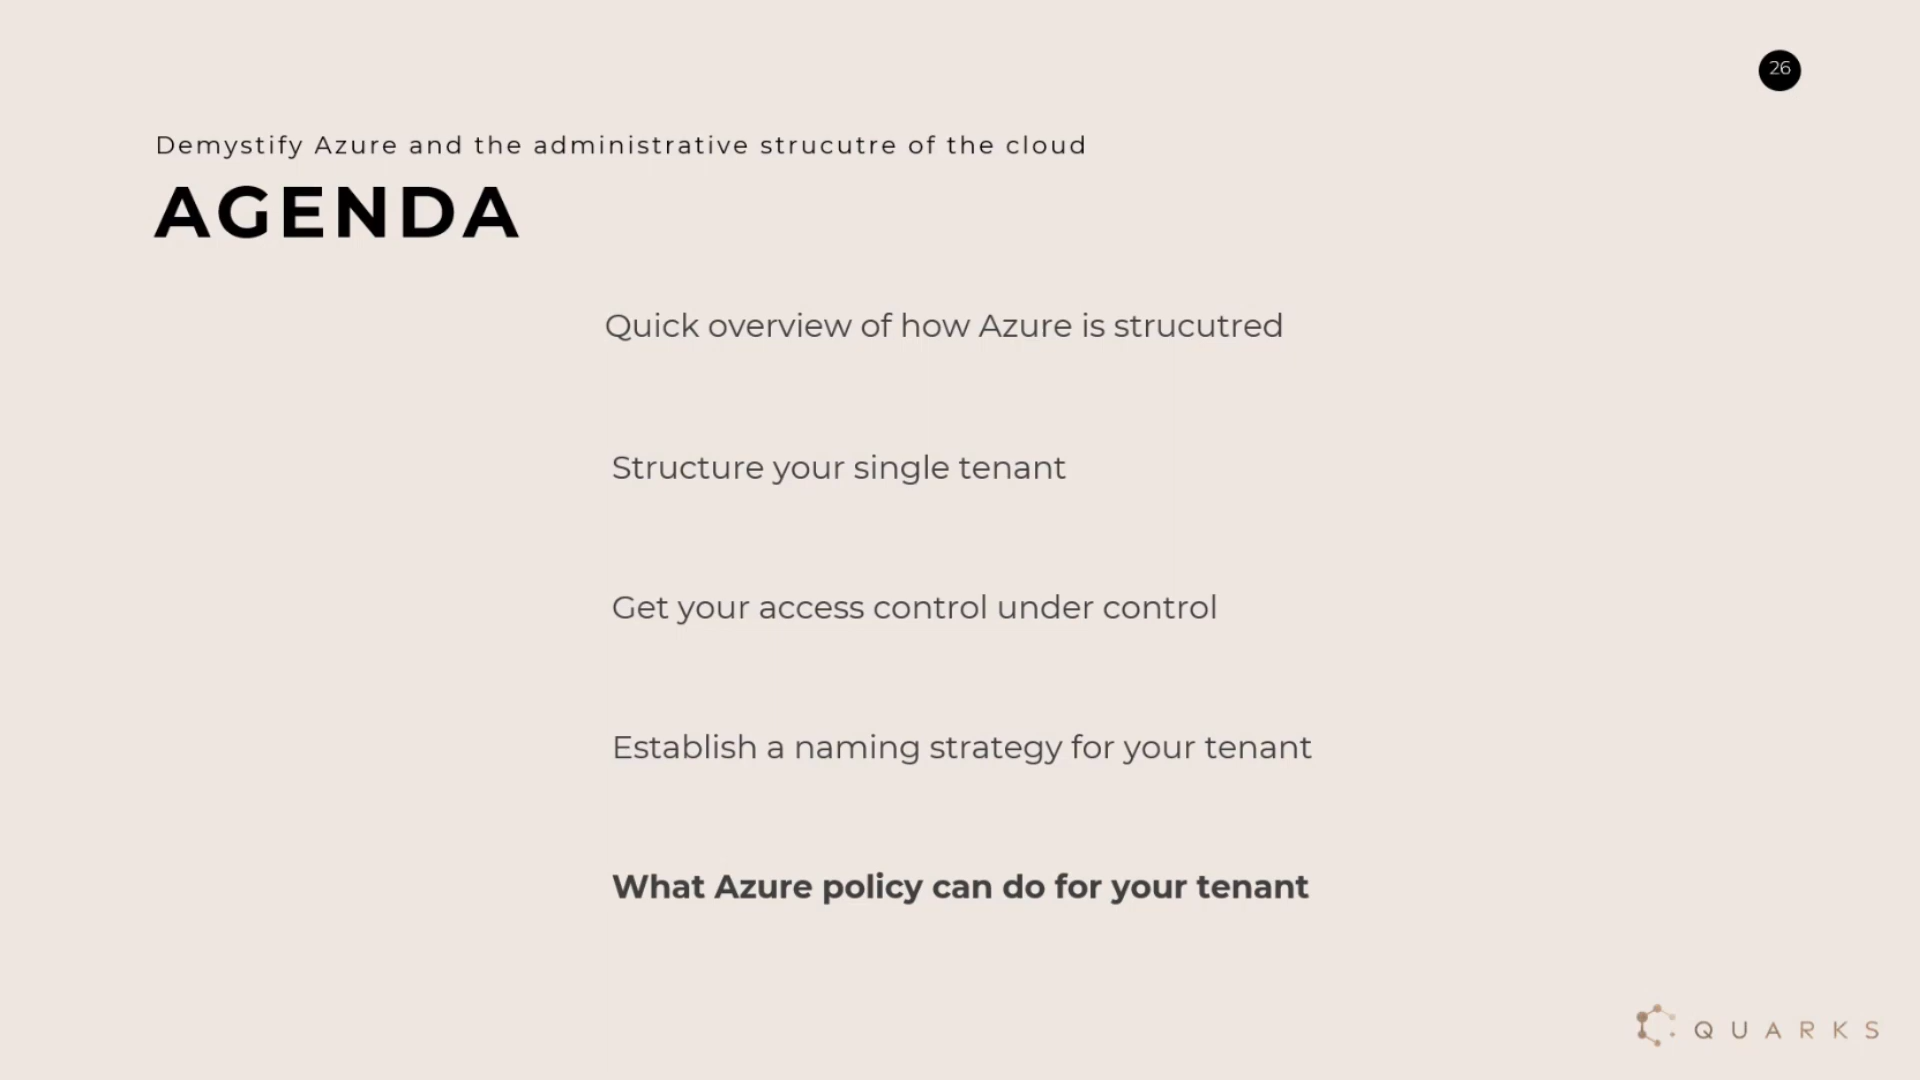 26
Demystify Azure and the administrative strucutre of the cloud
AGENDA
Quick overview of how Azure is strucutred
Structure your single tenant
Get your access control under control
Establish a naming strategy for your tenant
What Azure policy can do for your tenant
QUARKS